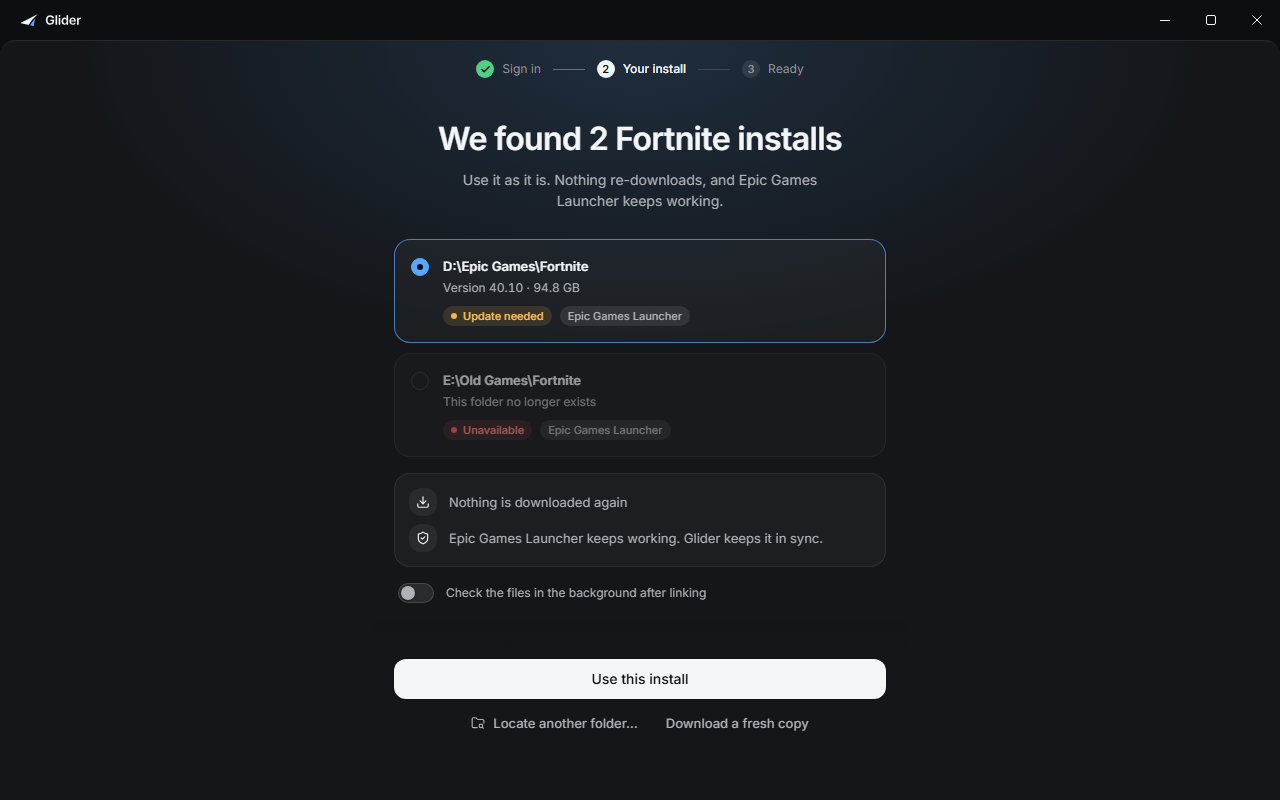 Glider
Sign in
2
Your install
3
Ready
We found 2 Fortnite installs
Use it as it is. Nothing re-downloads, and Epic Games
Launcher keeps working.
D:\Epic Games\Fortnite
Version 40.10 · 94.8 GB
Update needed
Epic Games Launcher
E:\Old Games\Fortnite
This folder no longer exists
Unavailable
Epic Games Launcher
Nothing is downloaded again
Epic Games Launcher keeps working. Glider keeps it in sync.
Check the files in the background after linking
Use this install
Locate another folder...
Download a fresh copy